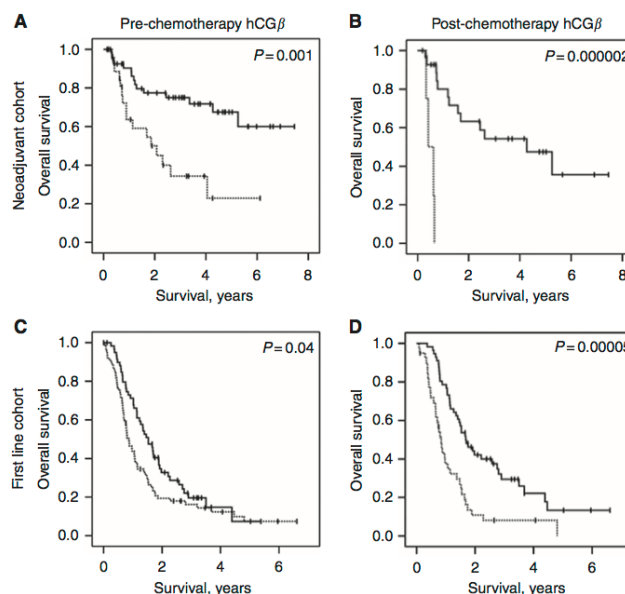 A
Pre-chemotherapy hCGβ
B
Post-chemotherapy hCGβ
Neoadjuvant cohort
Overall survival
1.0
0.8
0.6
0.4
0.2
0.0
P=0.001
0 2 4 6 8
Survival, years
Overall survival
1.0
0.8
0.6
0.4
0.2
0.0
P=0.000002
0 2 4 6 8
Survival, years
C
D
First line cohort
Overall survival
1.0
0.8
0.6
0.4
0.2
0.0
P=0.04
0 2 4 6
Survival, years
Overall survival
1.0
0.8
0.6
0.4
0.2
0.0
P=0.00005
0 2 4 6
Survival, years